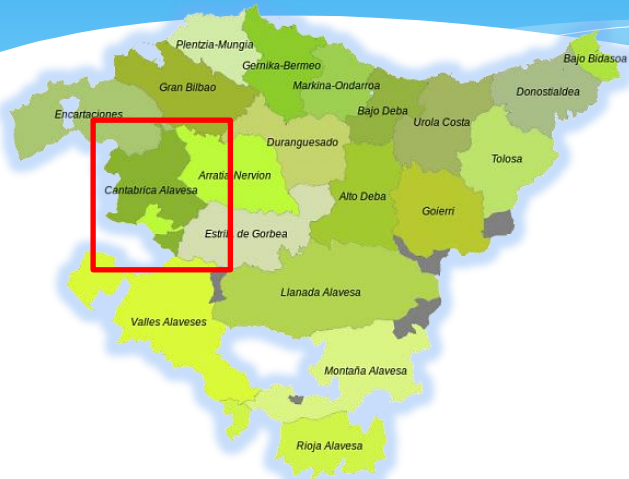 Plentzia-Mungia
Bajo Bidasoa
Gernika-Bermeo
Gran Bilbao
Markina-Ondarroa
Donostialdea
Bajo Deba
Encartaciones
Urola Costa
Duranguesado
Tolosa
Arratia Nervion
Cantabrica Alavesa
Alto Deba
Goierri
Estrib. de Gorbea
Llanada Alavesa
Valles Alaveses
Montaña Alavesa
Rioja Alavesa